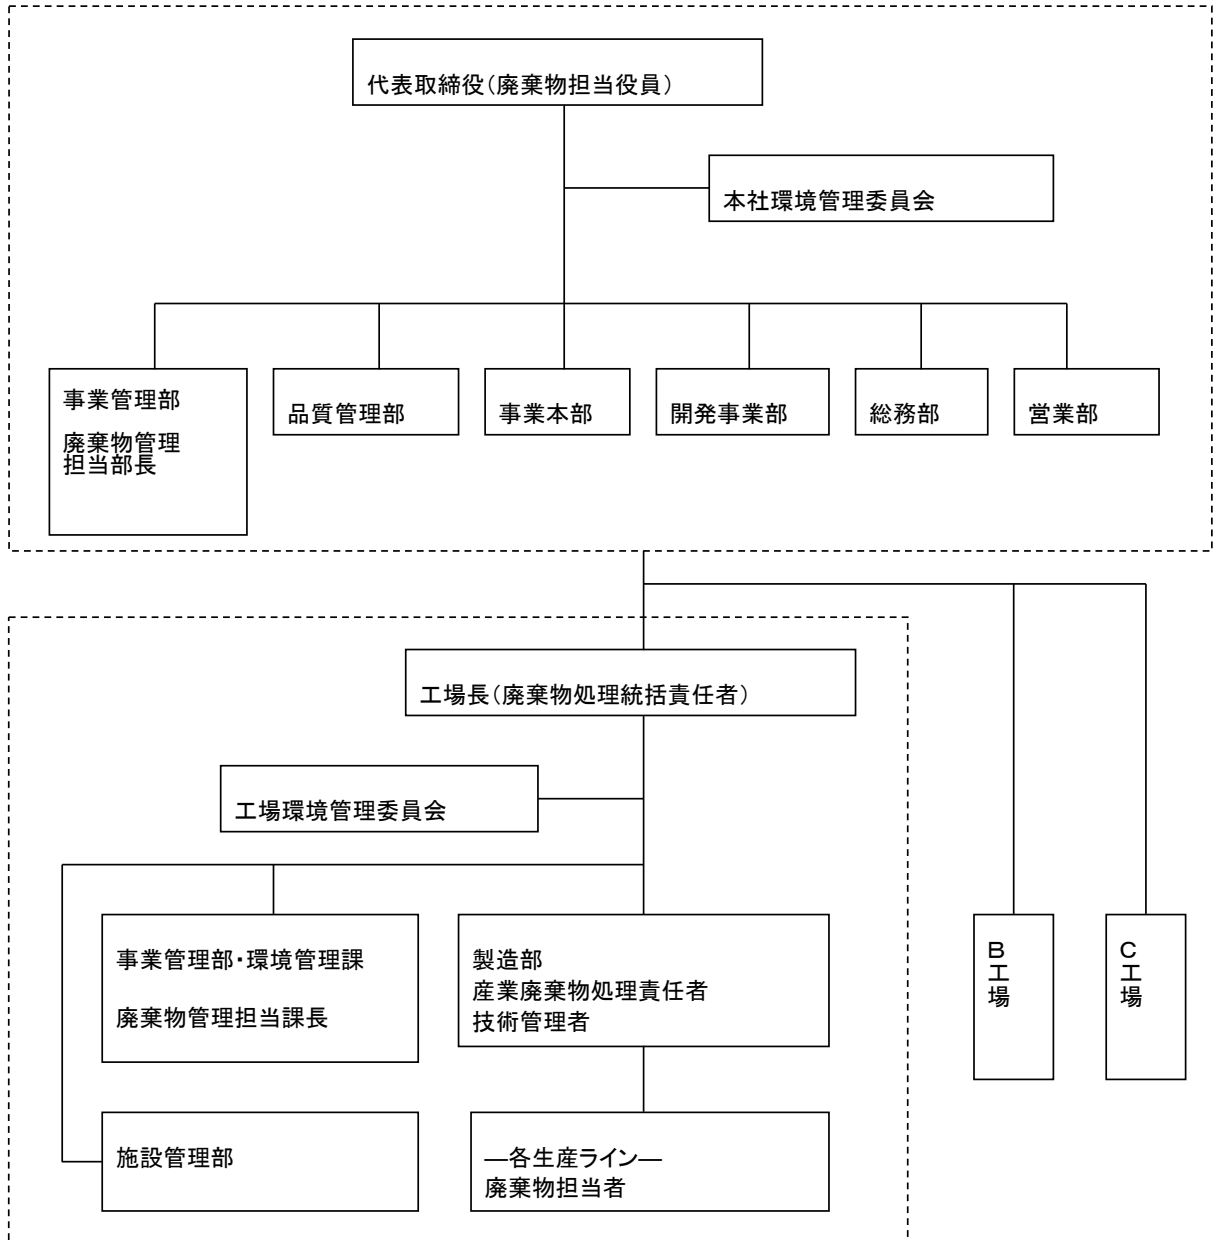 代表取締役(廃棄物担当役員)
本社環境管理委員会
事業管理部
廃棄物管理
担当部長
品質管理部
事業本部
開発事業部
総務部
営業部
工場長(廃棄物処理統括責任者)
工場環境管理委員会
事業管理部・環境管理課
廃棄物管理担当課長
製造部
産業廃棄物処理責任者
技術管理者
B工場
C工場
施設管理部
―各生産ライン―
廃棄物担当者